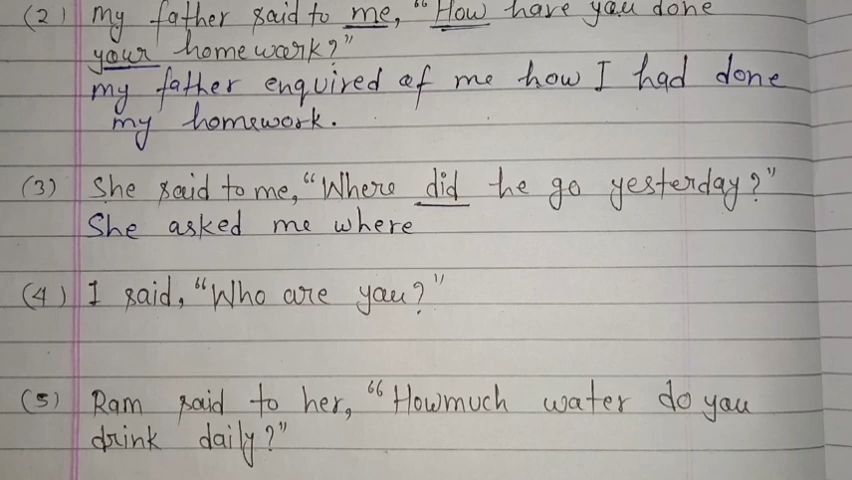 (2) My father said to me, "How have you done
your homework?"
My father enquired of me how I had done
my homework.
(3) She said to me, "Where did he go yesterday?"
She asked me where
(4) I said, "Who are you?"
(5) Ram said to her, "Howmuch water do you
drink daily?"